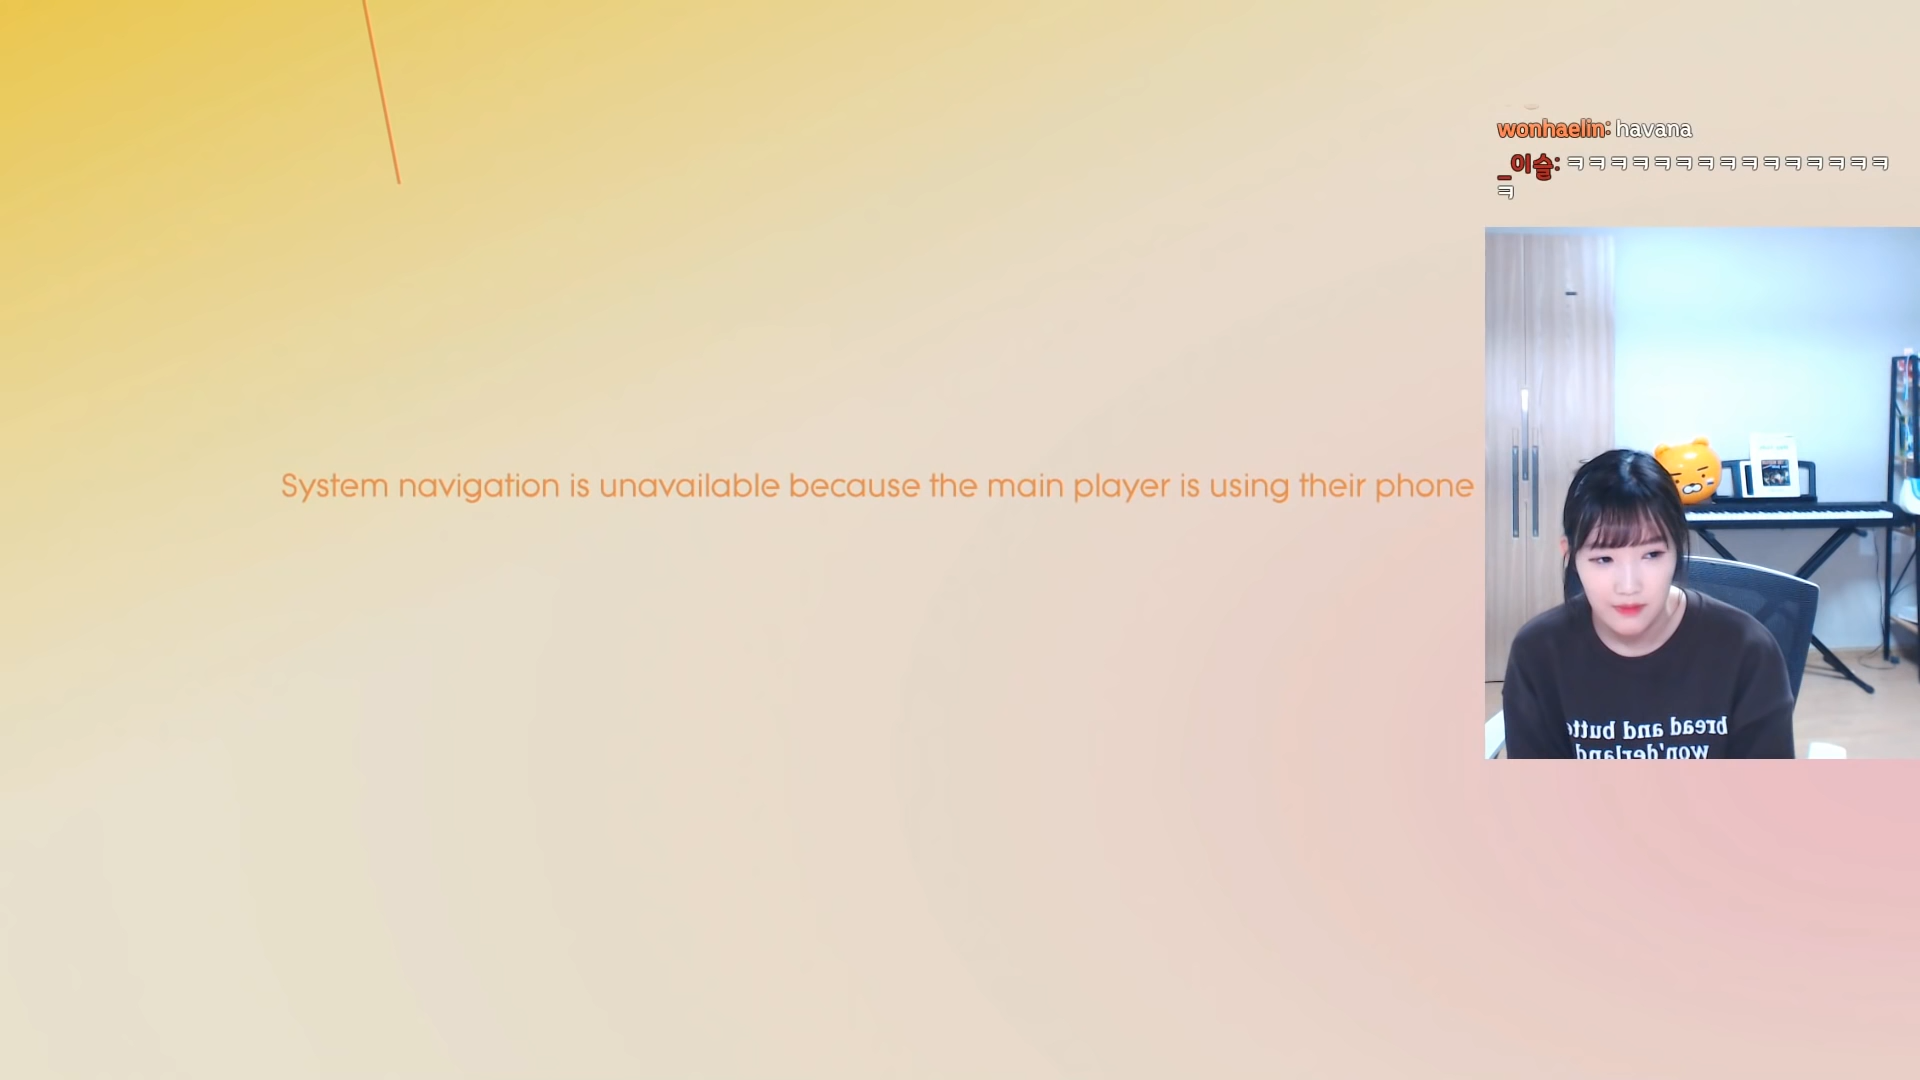 wonhaelin: havana
_이슬: ㅋㅋㅋㅋㅋㅋㅋㅋㅋㅋㅋㅋㅋㅋㅋ
ㅋ
System navigation is unavailable because the main player is using their phone
bread and butte
won'derland